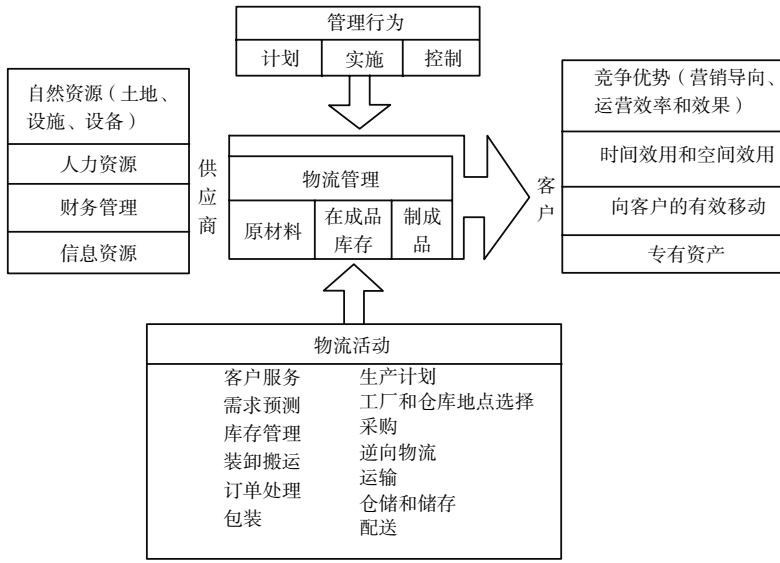 管理行为
计划 实施 控制
自然资源（土地、
设施、设备）
人力资源
财务管理
信息资源
供应商
物流管理
原材料
在成品
库存
制成
品
客户
竞争优势（营销导向、
运营效率和效果）
时间效用和空间效用
向客户的有效移动
专有资产
物流活动
客户服务
需求预测
库存管理
装卸搬运
订单处理
包装
生产计划
工厂和仓库地点选择
采购
逆向物流
运输
仓储和储存
配送